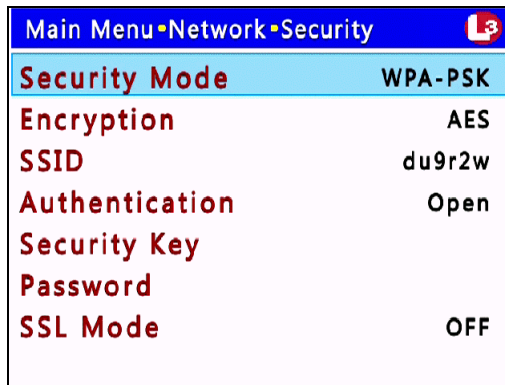 Main Menu•Network•Security L3
Security Mode WPA-PSK
Encryption AES
SSID du9r2w
Authentication Open
Security Key
Password
SSL Mode OFF